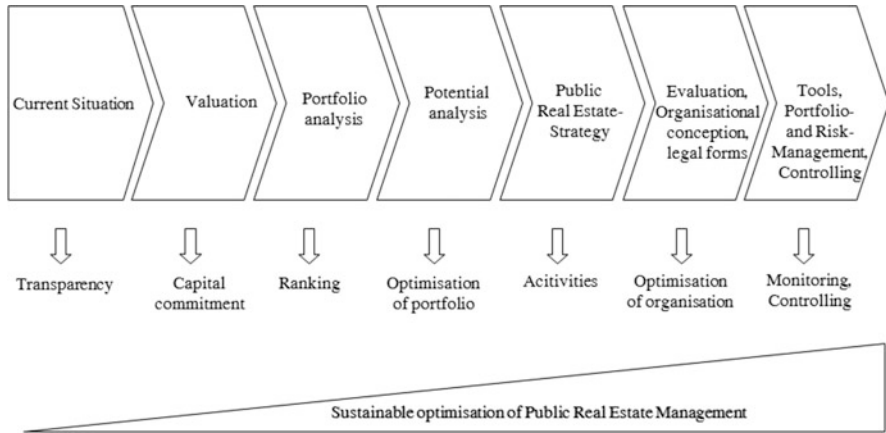 Current Situation
Valuation
Portfolio
analysis
Potential
analysis
Public
Real Estate-
Strategy
Evaluation,
Organisational
conception,
legal forms
Tools,
Portfolio-
and Risk-
Management,
Controlling
Transparency
Capital
commitment
Ranking
Optimisation
of portfolio
Acitivities
Optimisation
of organisation
Monitoring,
Controlling
Sustainable optimisation of Public Real Estate Management